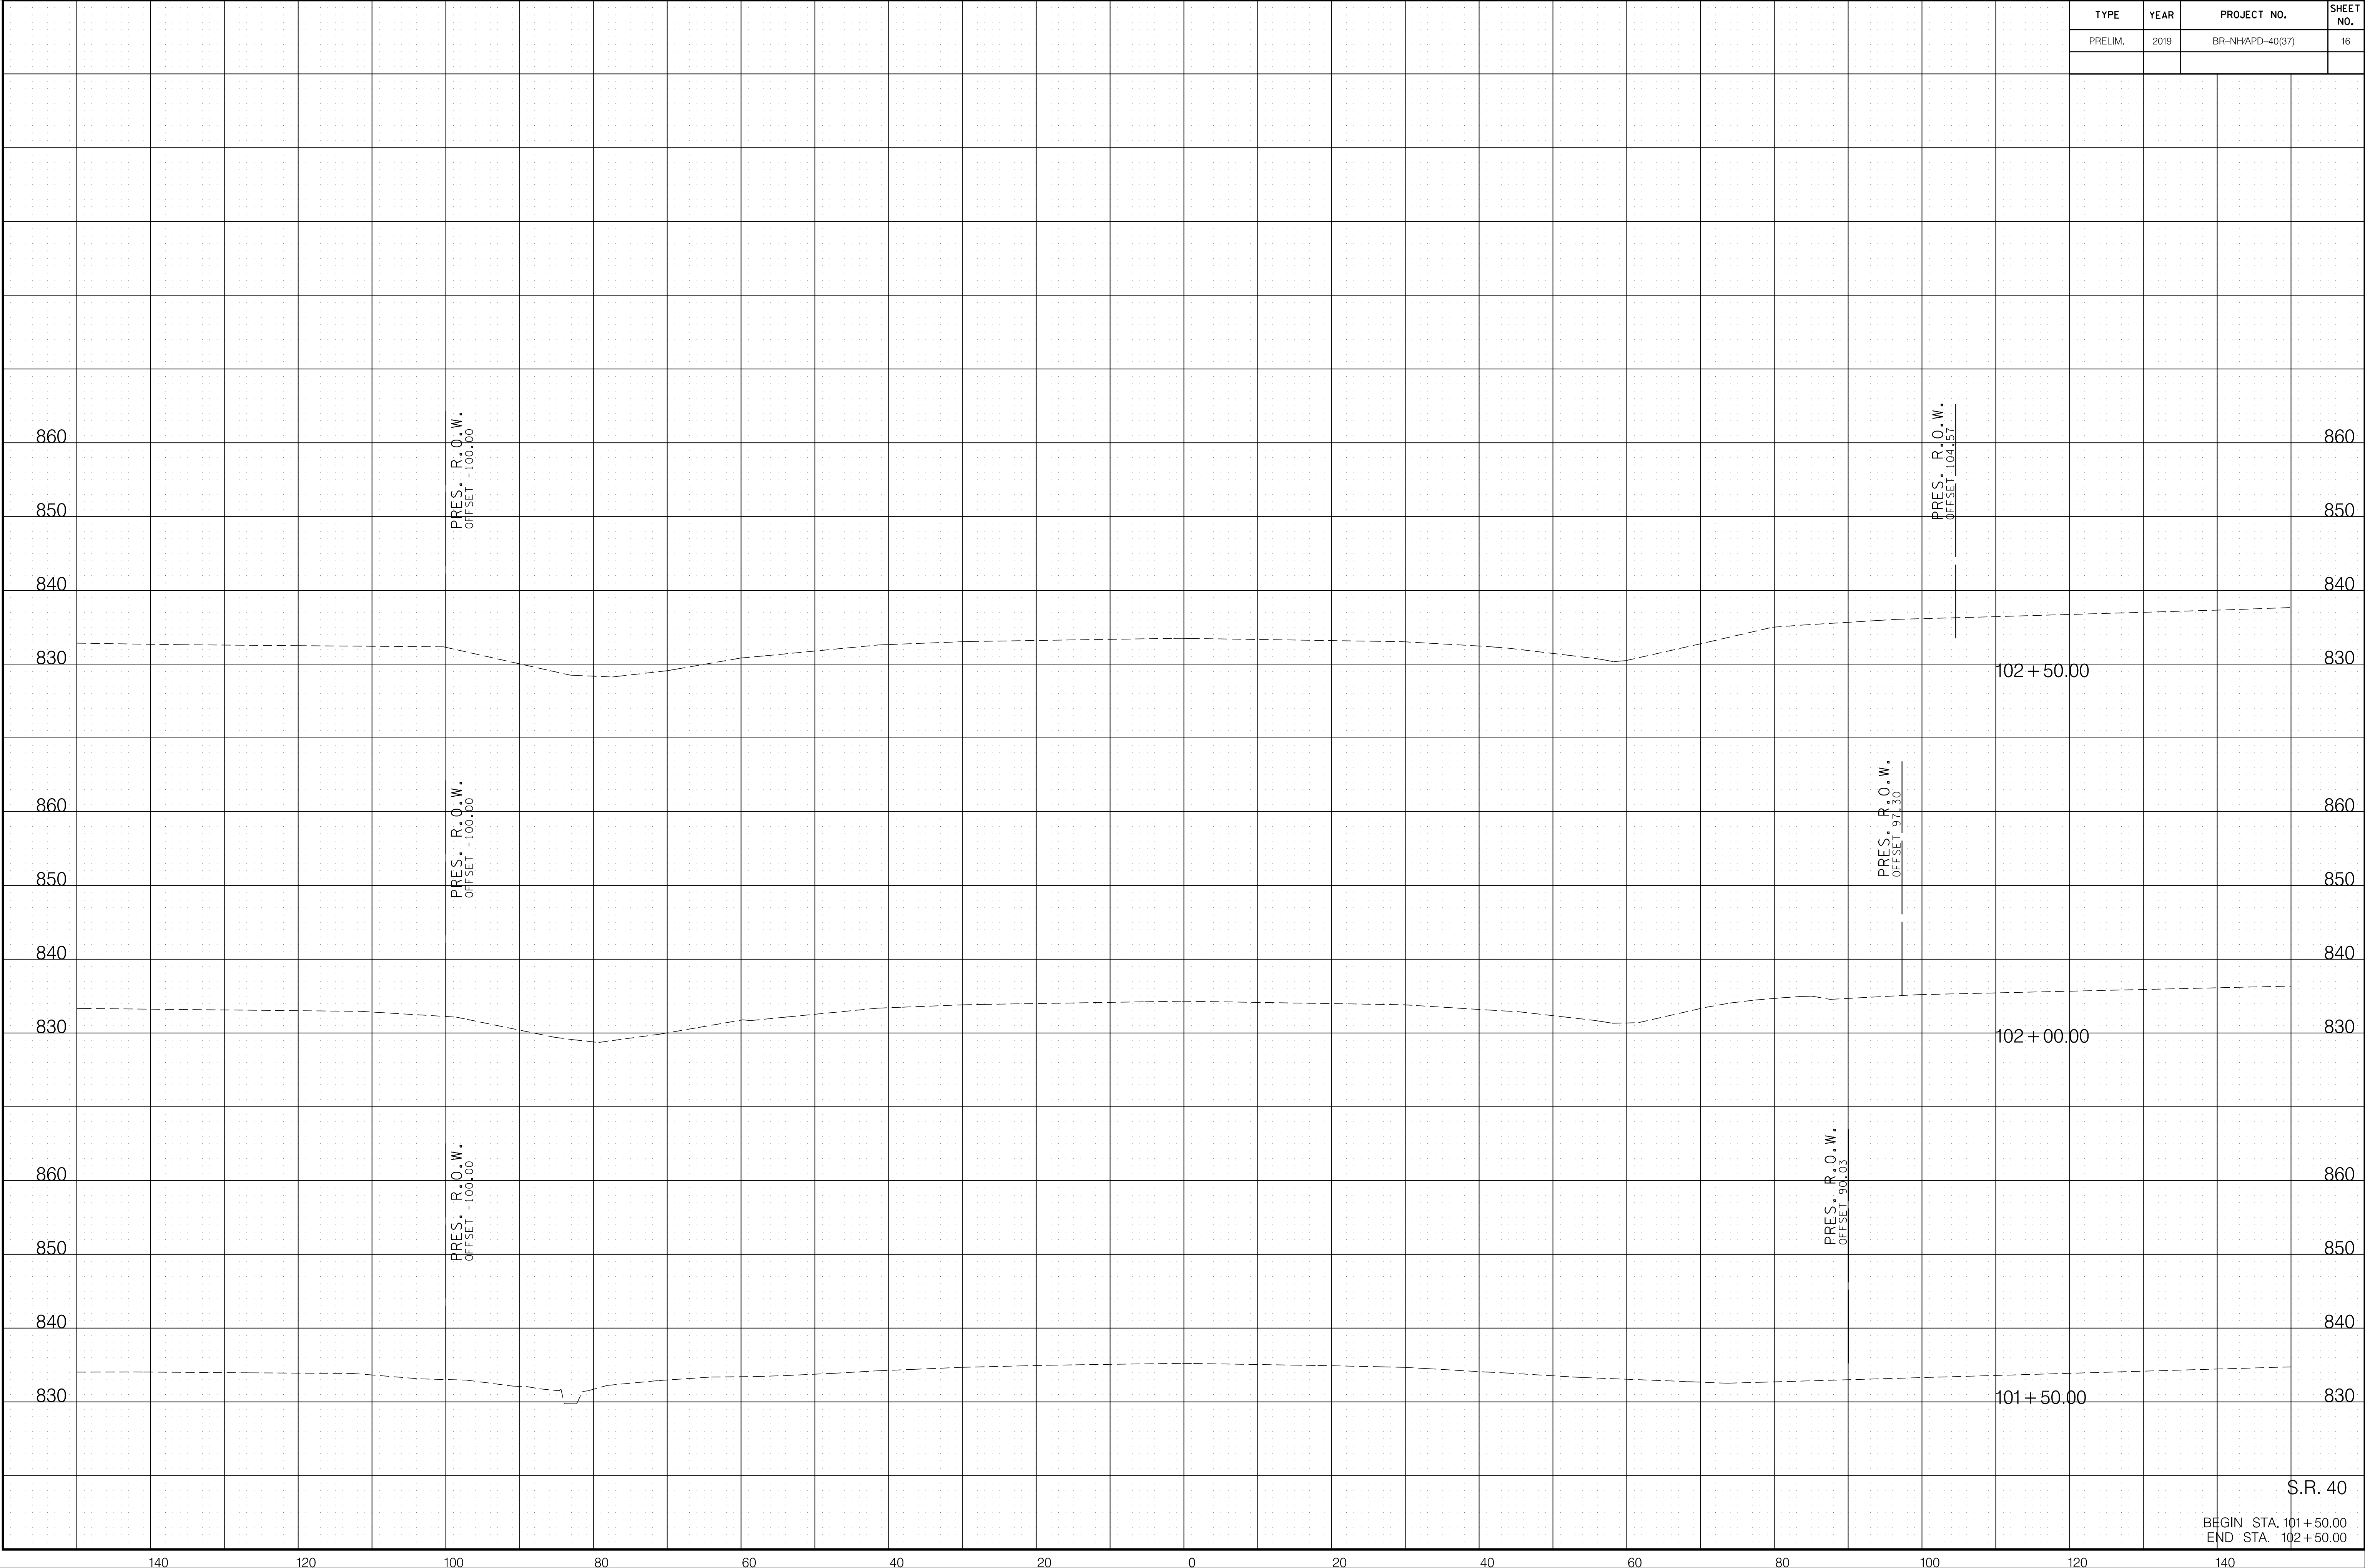 TYPE YEAR PROJECT NO. SHEET NO.
PRELIM. 2019 BR-NH/APD-40(37) 16
PRES. R.O.W.
OFFSET -100.00
PRES. R.O.W.
OFFSET 104.57
860 860
850 850
840 840
830 830
102+50.00
PRES. R.O.W.
OFFSET -100.00
PRES. R.O.W.
OFFSET 97.30
860 860
850 850
840 840
830 830
102+00.00
PRES. R.O.W.
OFFSET -100.00
PRES. R.O.W.
OFFSET 90.03
860 860
850 850
840 840
830 830
101+50.00
S.R. 40
BEGIN STA. 101+50.00
END STA. 102+50.00
140 120 100 80 60 40 20 0 20 40 60 80 100 120 140